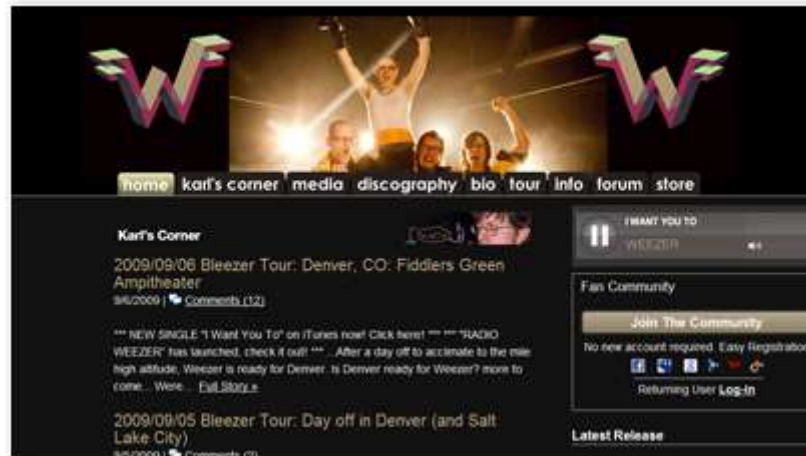 home karl's corner media discography bio tour info forum store
Karl's Corner
2009/09/06 Bleezer Tour: Denver, CO: Fiddlers Green
Ampitheater
9/6/2009 | Comments (12)
*** NEW SINGLE "I Want You To" on iTunes now! Click here! *** *** "RADIO
WEEZER" has launched, check it out! *** ...After a day off to acclimate to the mile
high altitude, Weezer is ready for Denver. Is Denver ready for Weezer? more to
come... Were... Full Story »
2009/09/05 Bleezer Tour: Day off in Denver (and Salt
Lake City)
9/5/2009 | Comments (2)
I WANT YOU TO
WEEZER
Fan Community
Join The Community
No new account required. Easy Registration
Returning User Log-In
Latest Release